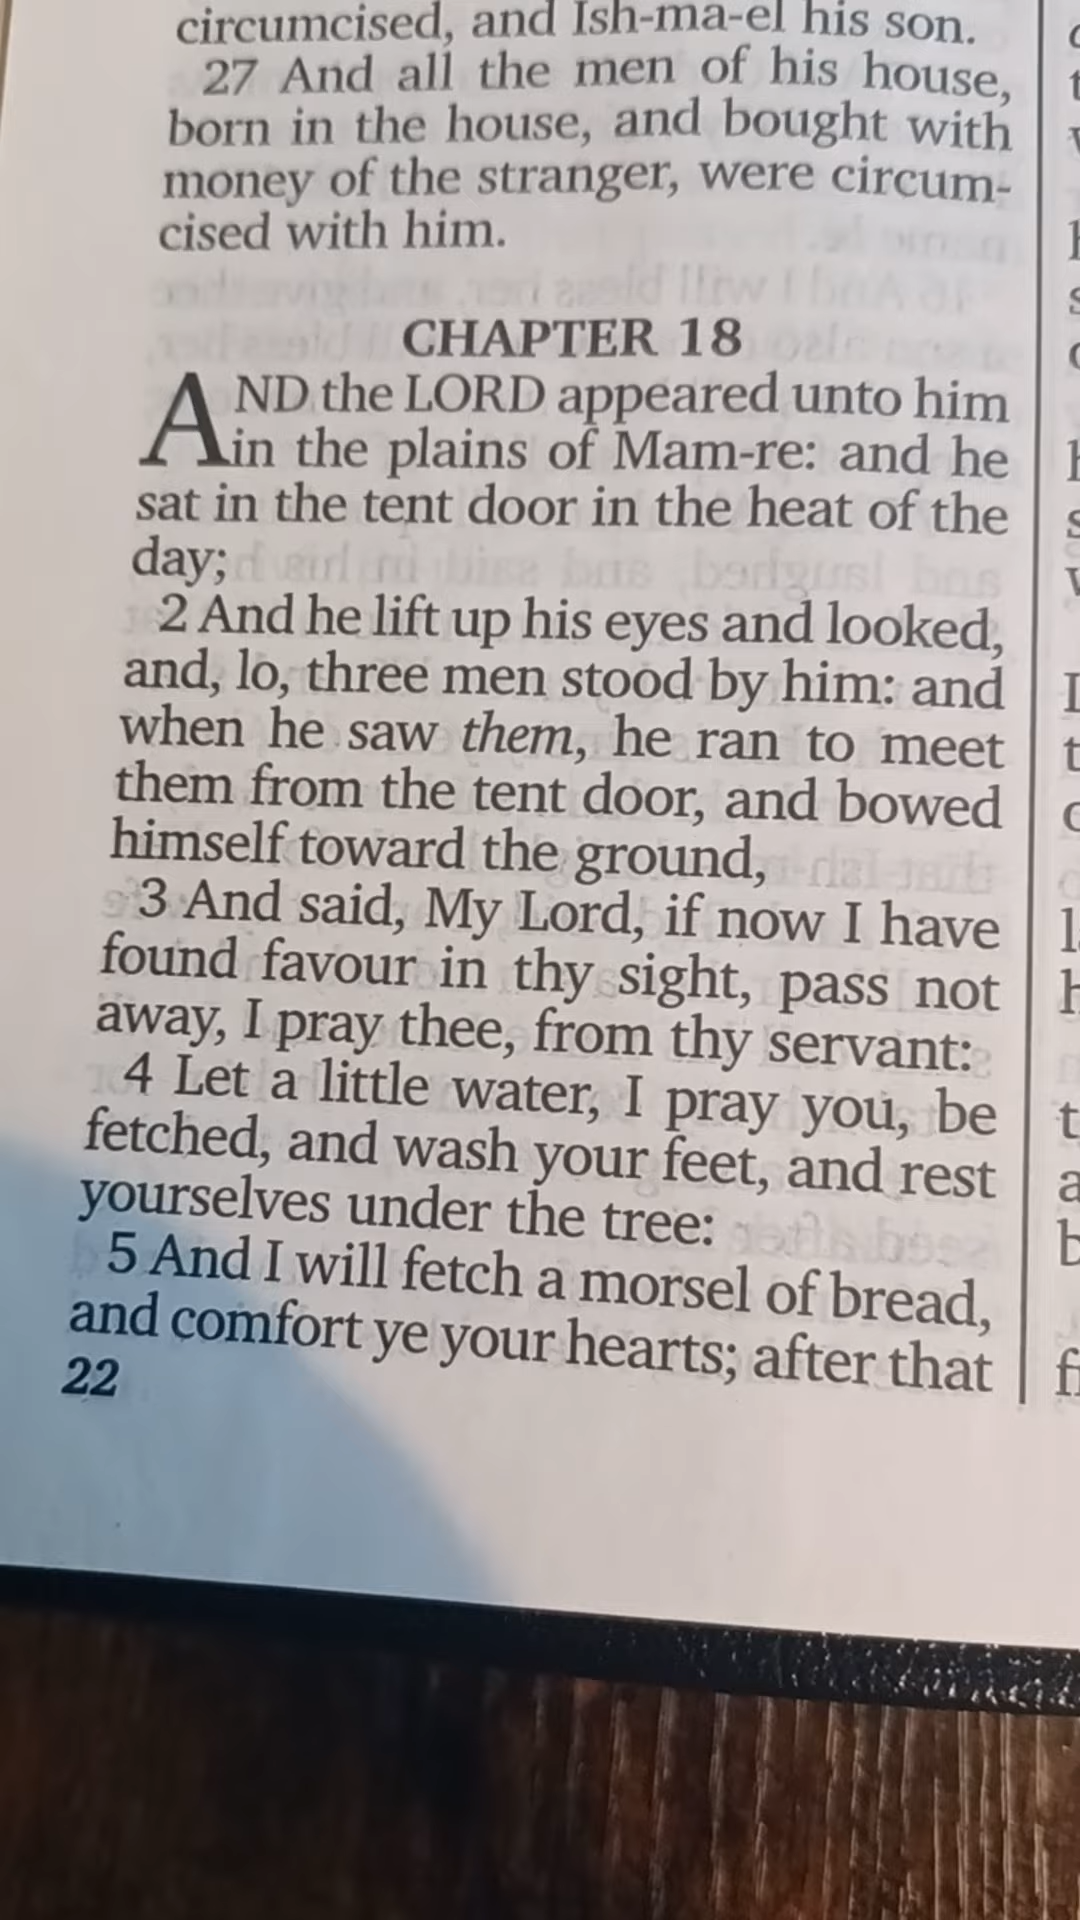 circumcised, and Ish-ma-el his son.
27 And all the men of his house,
born in the house, and bought with
money of the stranger, were circum-
cised with him.
CHAPTER 18
AND the LORD appeared unto him
in the plains of Mam-re: and he
sat in the tent door in the heat of the
day;
2 And he lift up his eyes and looked,
and, lo, three men stood by him: and
when he saw them, he ran to meet
them from the tent door, and bowed
himself toward the ground,
3 And said, My Lord, if now I have
found favour in thy sight, pass not
away, I pray thee, from thy servant:
4 Let a little water, I pray you, be
fetched, and wash your feet, and rest
yourselves under the tree:
5 And I will fetch a morsel of bread,
and comfort ye your hearts; after that
22